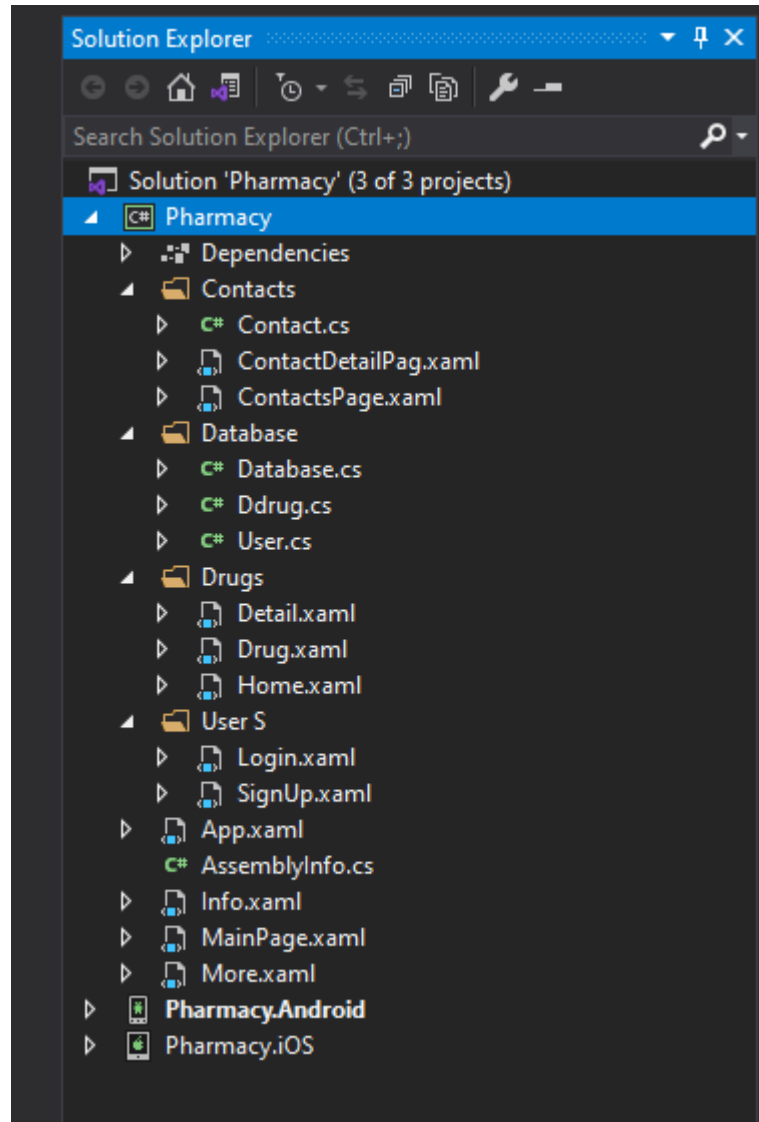 Solution Explorer
Search Solution Explorer (Ctrl+;)
Solution 'Pharmacy' (3 of 3 projects)
C# Pharmacy
Dependencies
Contacts
C# Contact.cs
ContactDetailPag.xaml
ContactsPage.xaml
Database
C# Database.cs
C# Ddrug.cs
C# User.cs
Drugs
Detail.xaml
Drug.xaml
Home.xaml
User S
Login.xaml
SignUp.xaml
App.xaml
C# AssemblyInfo.cs
Info.xaml
MainPage.xaml
More.xaml
Pharmacy.Android
Pharmacy.iOS